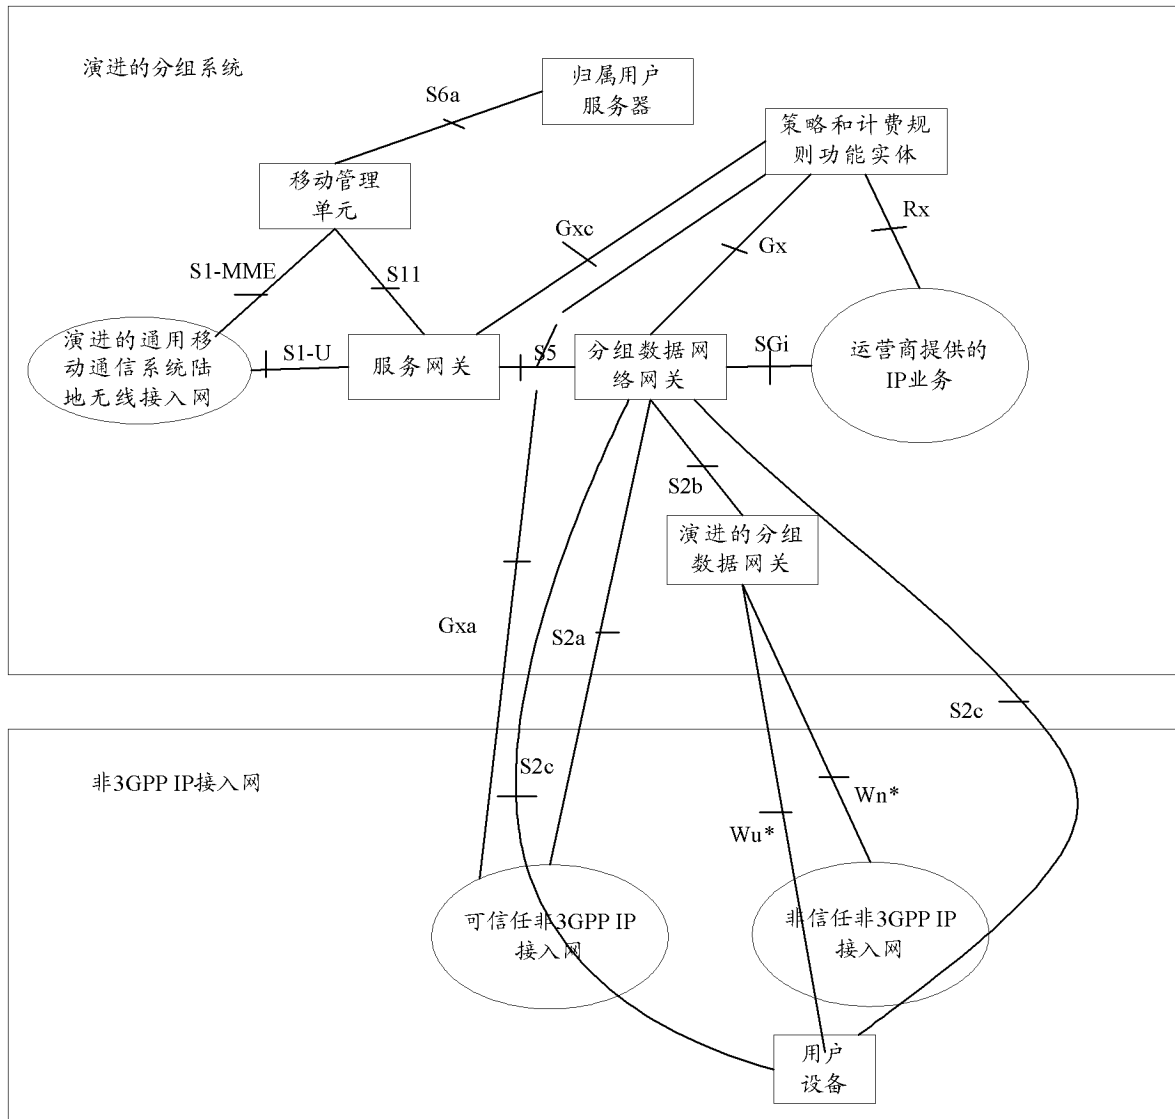 演进的分组系统
归属用户
服务器
S6a
策略和计费规
则功能实体
移动管理
单元
Rx
Gxc
Gx
S1-MME
S11
演进的通用移
动通信系统陆
地无线接入网
S1-U
服务网关
S5
分组数据网
络网关
SGi
运营商提供的
IP业务
S2b
演进的分组
数据网关
Gxa
S2a
S2c
S2c
非3GPP IP接入网
Wn*
Wu*
可信任非3GPP IP
接入网
非信任非3GPP IP
接入网
用户
设备